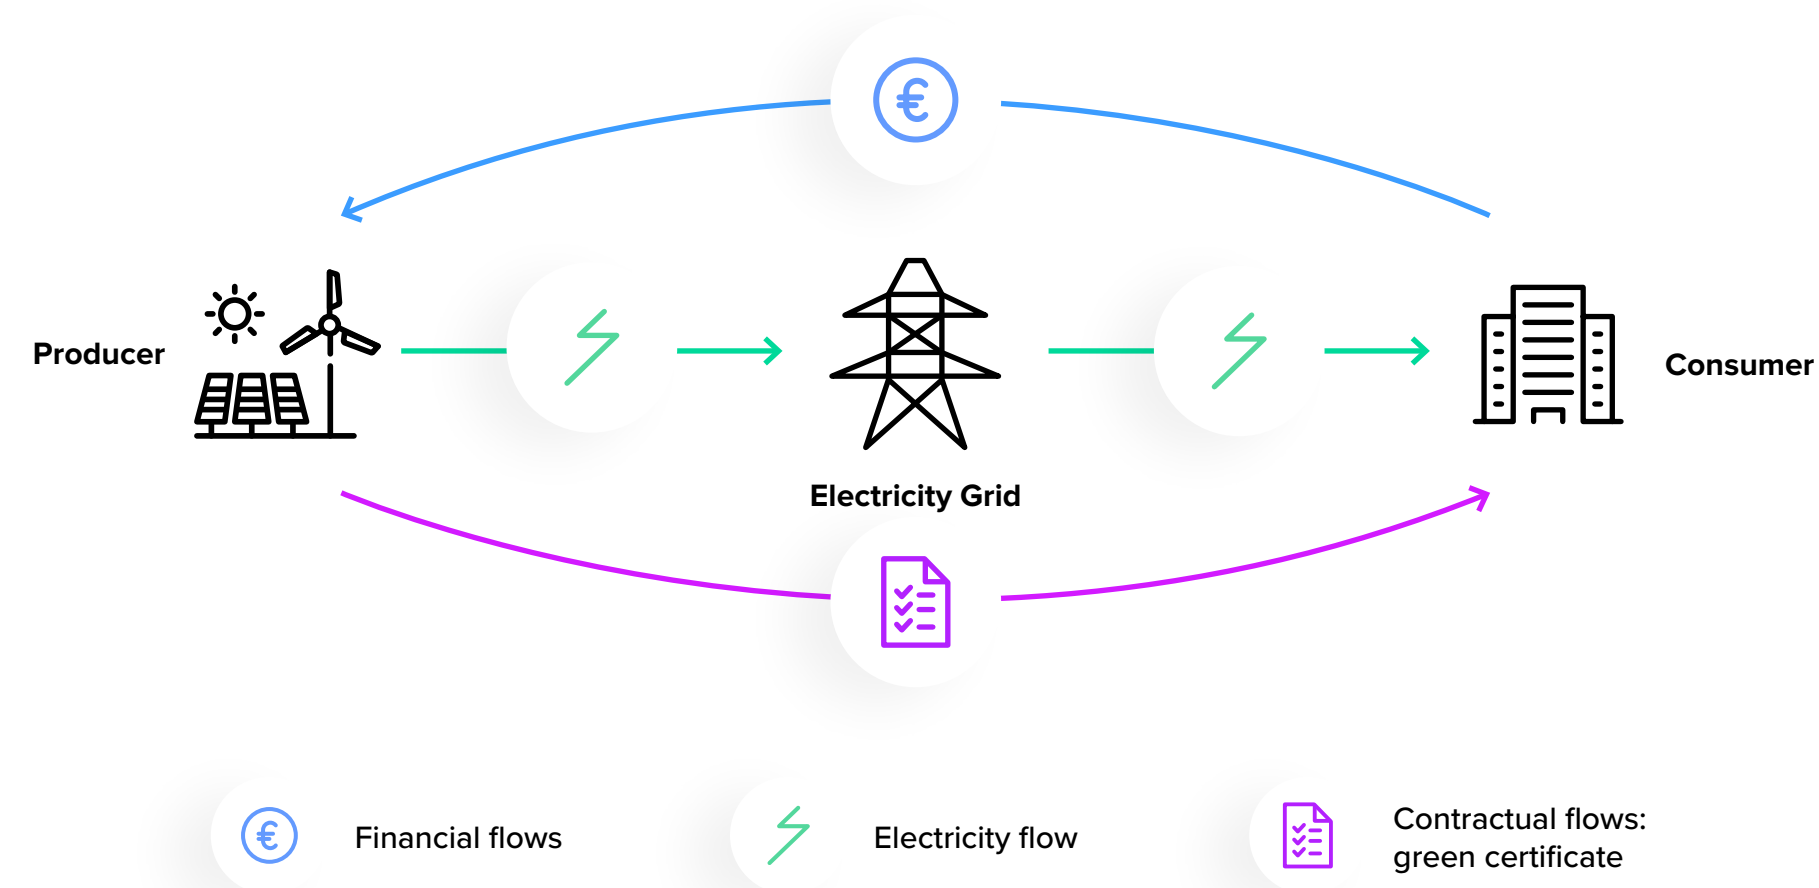 €
Producer
Consumer
Electricity Grid
€
Financial flows
Electricity flow
Contractual flows:
green certificate